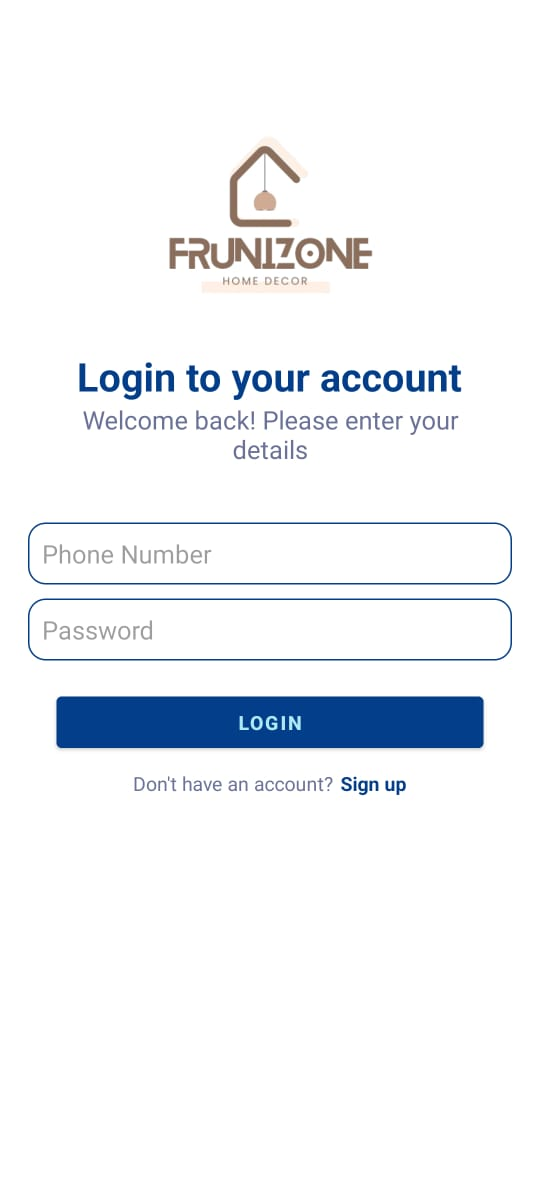 FRUNIZONE
HOME DECOR
Login to your account
Welcome back! Please enter your
details
Phone Number
Password
LOGIN
Don't have an account? Sign up